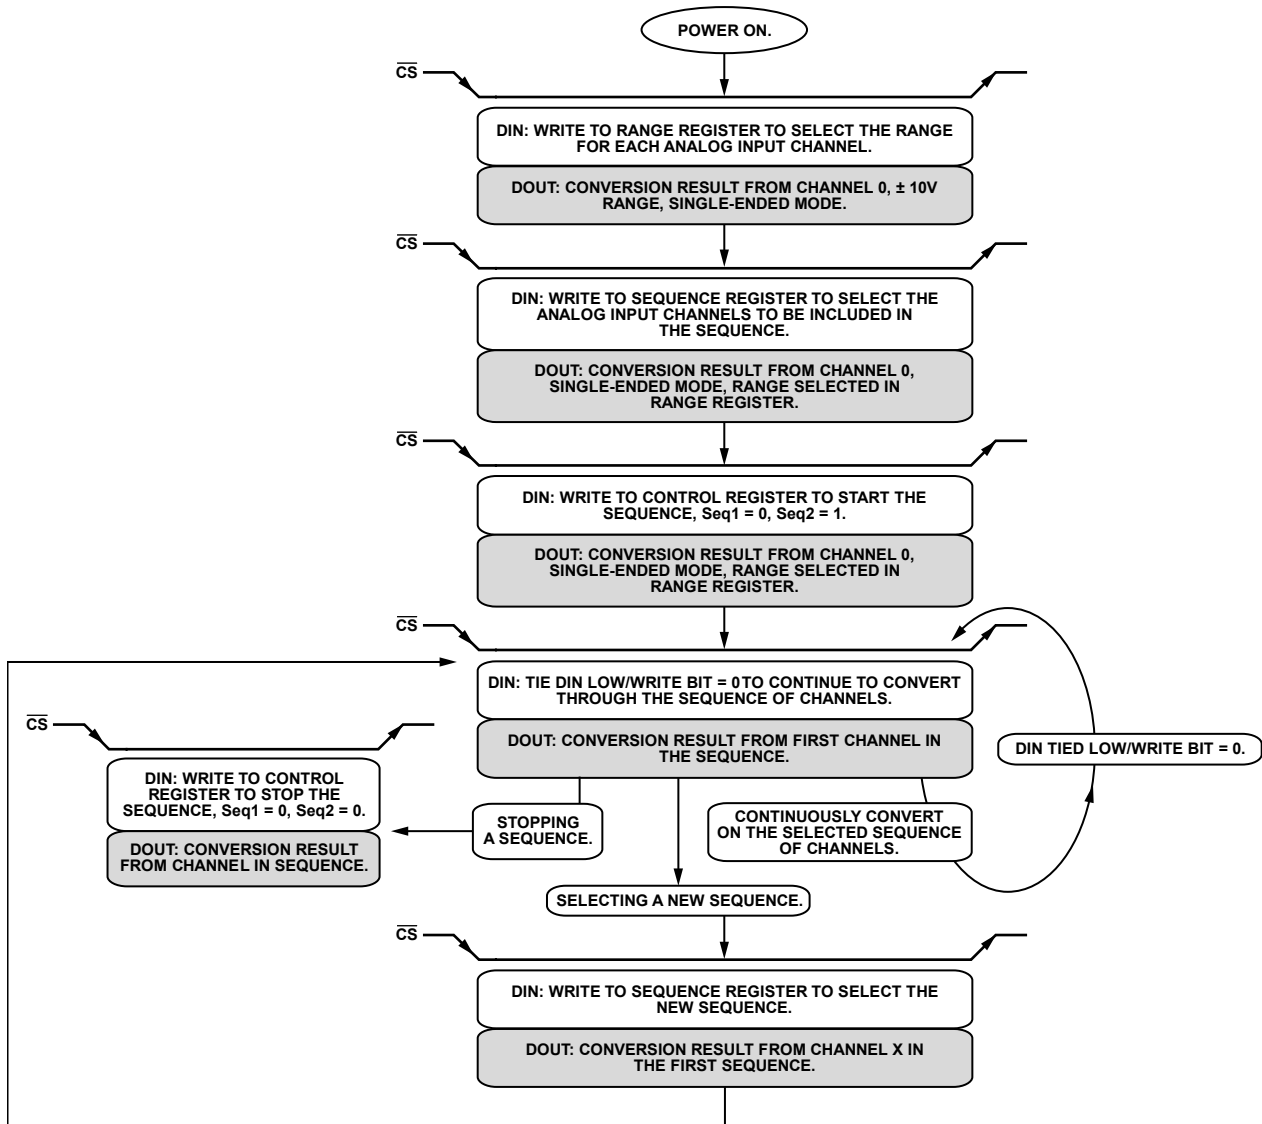 POWER ON.
CS
DIN: WRITE TO RANGE REGISTER TO SELECT THE RANGE
FOR EACH ANALOG INPUT CHANNEL.
DOUT: CONVERSION RESULT FROM CHANNEL 0, ± 10V
RANGE, SINGLE-ENDED MODE.
CS
DIN: WRITE TO SEQUENCE REGISTER TO SELECT THE
ANALOG INPUT CHANNELS TO BE INCLUDED IN
THE SEQUENCE.
DOUT: CONVERSION RESULT FROM CHANNEL 0,
SINGLE-ENDED MODE, RANGE SELECTED IN
RANGE REGISTER.
CS
DIN: WRITE TO CONTROL REGISTER TO START THE
SEQUENCE, Seq1 = 0, Seq2 = 1.
DOUT: CONVERSION RESULT FROM CHANNEL 0,
SINGLE-ENDED MODE, RANGE SELECTED IN
RANGE REGISTER.
CS
DIN: TIE DIN LOW/WRITE BIT = 0 TO CONTINUE TO CONVERT
THROUGH THE SEQUENCE OF CHANNELS.
DOUT: CONVERSION RESULT FROM FIRST CHANNEL IN
THE SEQUENCE.
DIN TIED LOW/WRITE BIT = 0.
CS
DIN: WRITE TO CONTROL
REGISTER TO STOP THE
SEQUENCE, Seq1 = 0, Seq2 = 0.
DOUT: CONVERSION RESULT
FROM CHANNEL IN SEQUENCE.
STOPPING
A SEQUENCE.
CONTINUOUSLY CONVERT
ON THE SELECTED SEQUENCE
OF CHANNELS.
SELECTING A NEW SEQUENCE.
CS
DIN: WRITE TO SEQUENCE REGISTER TO SELECT THE
NEW SEQUENCE.
DOUT: CONVERSION RESULT FROM CHANNEL X IN
THE FIRST SEQUENCE.